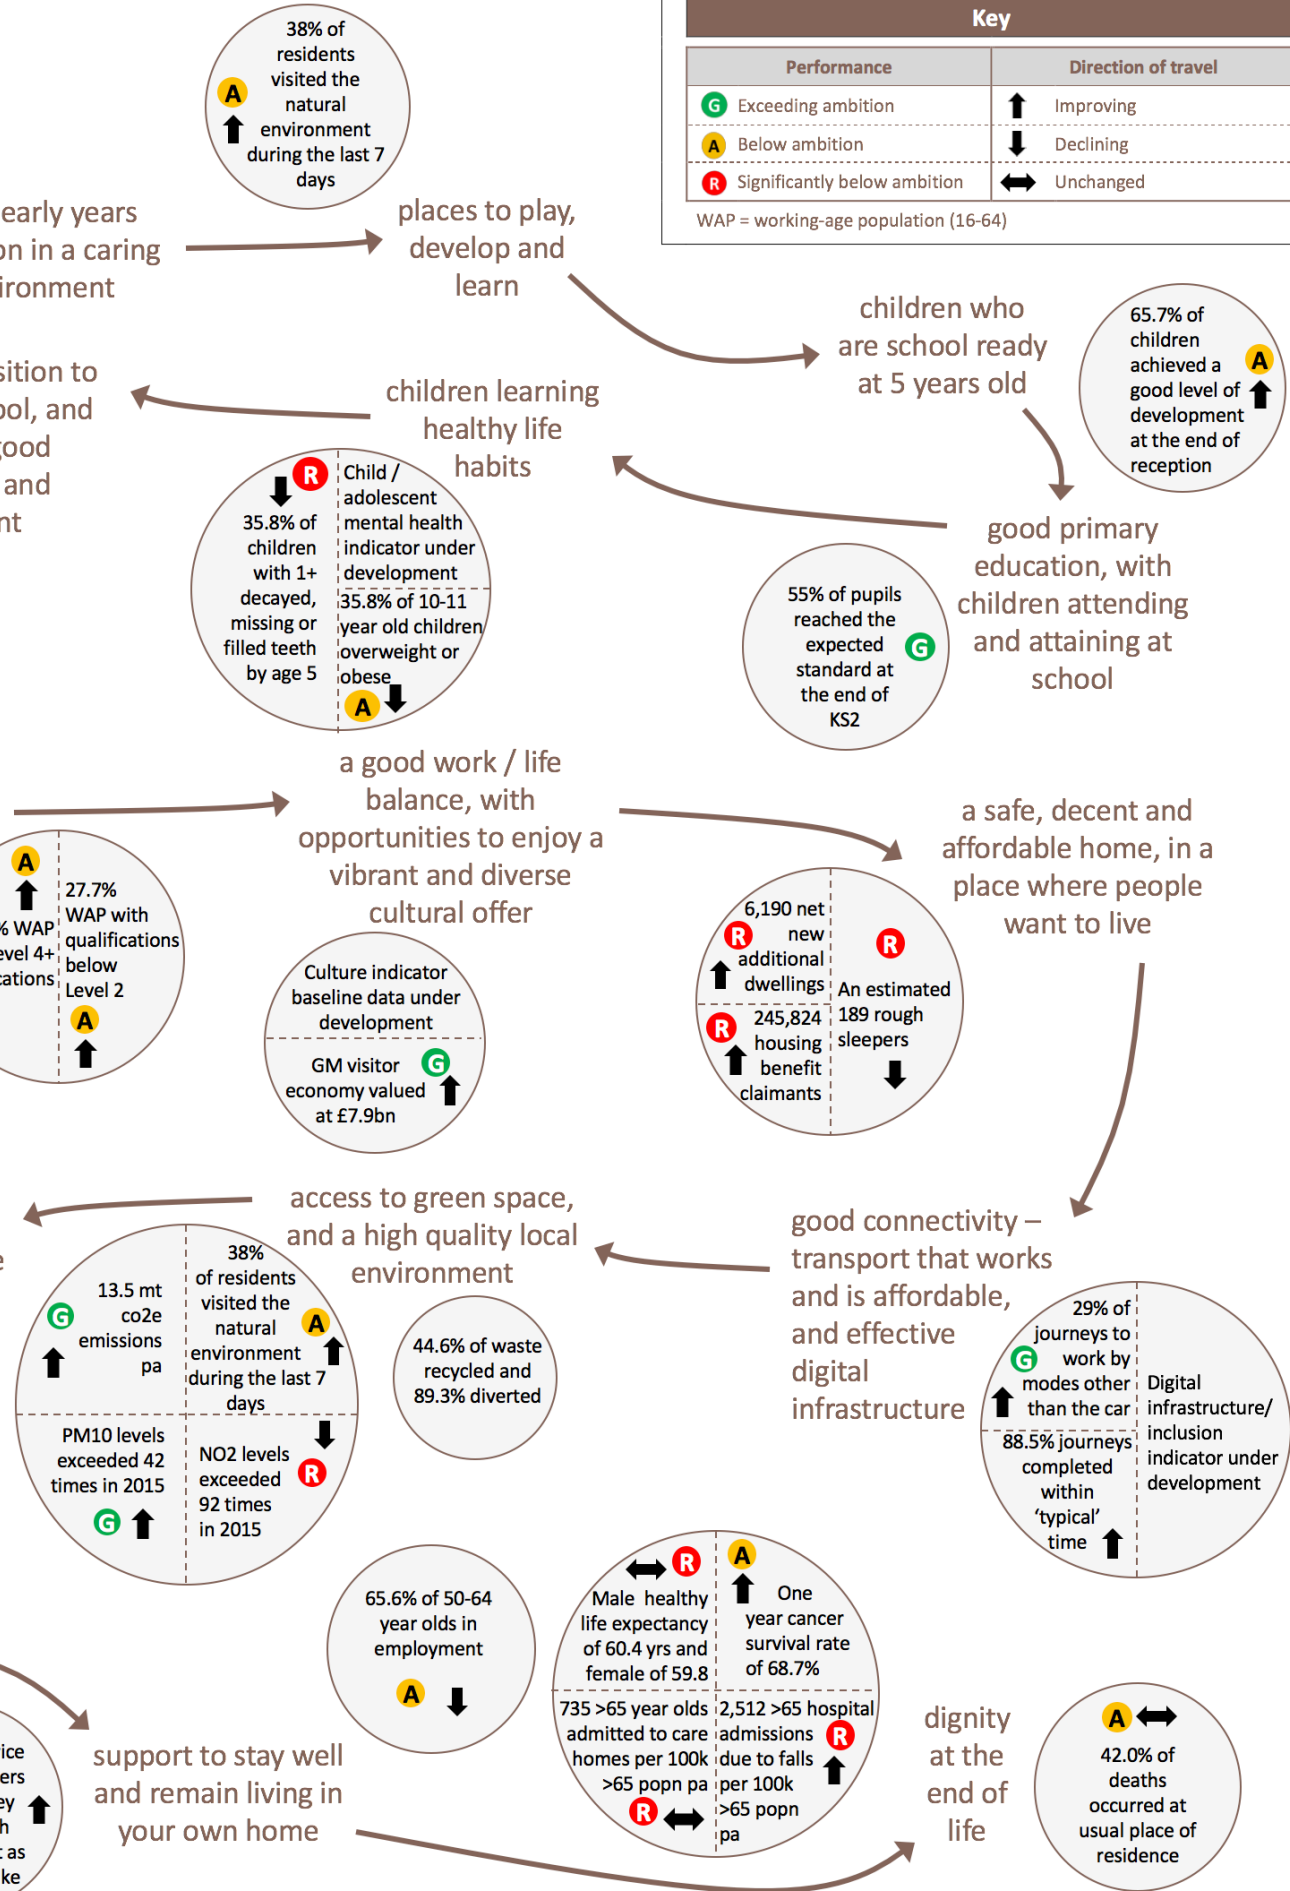 38% of
residents
visited the
natural
environment
during the last 7
days
A
Key
Performance
Direction of travel
G Exceeding ambition
Improving
A Below ambition
Declining
R Significantly below ambition
Unchanged
WAP = working-age population (16-64)
early years
on in a caring
ironment
places to play,
develop and
learn
children who
are school ready
at 5 years old
65.7% of
children
achieved a
good level of
development
at the end of
reception
A
sition to
ool, and
good
and
nt
children learning
healthy life
habits
R
35.8% of
children
with 1+
decayed,
missing or
filled teeth
by age 5
Child /
adolescent
mental health
indicator under
development
35.8% of 10-11
year old children
overweight or
obese
A
good primary
education, with
children attending
and attaining at
school
55% of pupils
reached the
expected
standard at
the end of
KS2
G
a good work / life
balance, with
opportunities to enjoy a
vibrant and diverse
cultural offer
a safe, decent and
affordable home, in a
place where people
want to live
A
% WAP
evel 4+
cations
27.7%
WAP with
qualifications
below
Level 2
A
Culture indicator
baseline data under
development
GM visitor
economy valued
at £7.9bn
G
6,190 net
new
additional
dwellings
R
245,824
housing
benefit
claimants
R
R
An estimated
189 rough
sleepers
access to green space,
and a high quality local
environment
good connectivity –
transport that works
and is affordable,
and effective
digital
infrastructure
e
13.5 mt
co2e
emissions
pa
G
38%
of residents
visited the
natural
environment
during the last 7
days
A
PM10 levels
exceeded 42
times in 2015
G
NO2 levels
exceeded
92 times
in 2015
R
44.6% of waste
recycled and
89.3% diverted
29% of
journeys to
work by
modes other
than the car
G
88.5% journeys
completed
within
‘typical’
time
Digital
infrastructure/
inclusion
indicator under
development
65.6% of 50-64
year olds in
employment
A
R
Male healthy
life expectancy
of 60.4 yrs and
female of 59.8
A
One
year cancer
survival rate
of 68.7%
735 >65 year olds
admitted to care
homes per 100k
>65 popn pa
R
2,512 >65 hospital
admissions
due to falls
per 100k
>65 popn
pa
R
support to stay well
and remain living in
your own home
dignity
at the
end of
life
A
42.0% of
deaths
occurred at
usual place of
residence
ice
ers
ey
h
t as
ke